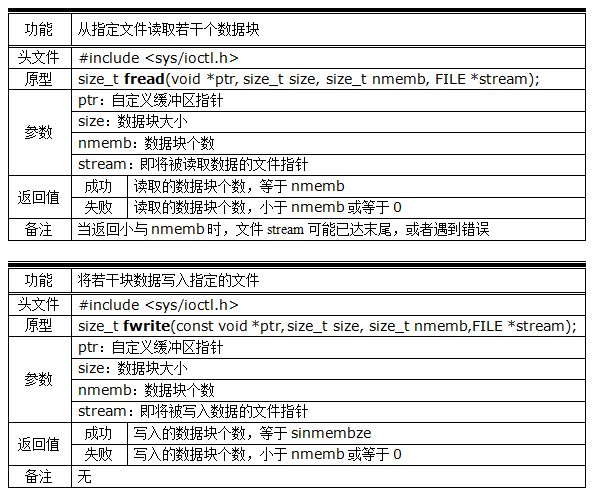 功能 从指定文件读取若干个数据块
头文件 #include <sys/ioctl.h>
原型 size_t fread(void *ptr, size_t size, size_t nmemb, FILE *stream);
参数 ptr：自定义缓冲区指针
size：数据块大小
nmemb：数据块个数
stream：即将被读取数据的文件指针
返回值 成功 读取的数据块个数，等于 nmemb
失败 读取的数据块个数，小于 nmemb 或等于 0
备注 当返回小与 nmemb 时，文件 stream 可能已达末尾，或者遇到错误
功能 将若干块数据写入指定的文件
头文件 #include <sys/ioctl.h>
原型 size_t fwrite(const void *ptr,size_t size, size_t nmemb,FILE *stream);
参数 ptr：自定义缓冲区指针
size：数据块大小
nmemb：数据块个数
stream：即将被写入数据的文件指针
返回值 成功 写入的数据块个数，等于 sinmembze
失败 写入的数据块个数，小于 nmemb 或等于 0
备注 无